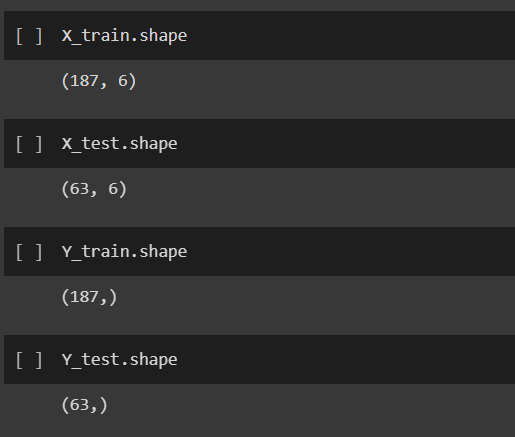 [ ] X_train.shape
(187, 6)
[ ] X_test.shape
(63, 6)
[ ] Y_train.shape
(187,)
[ ] Y_test.shape
(63,)